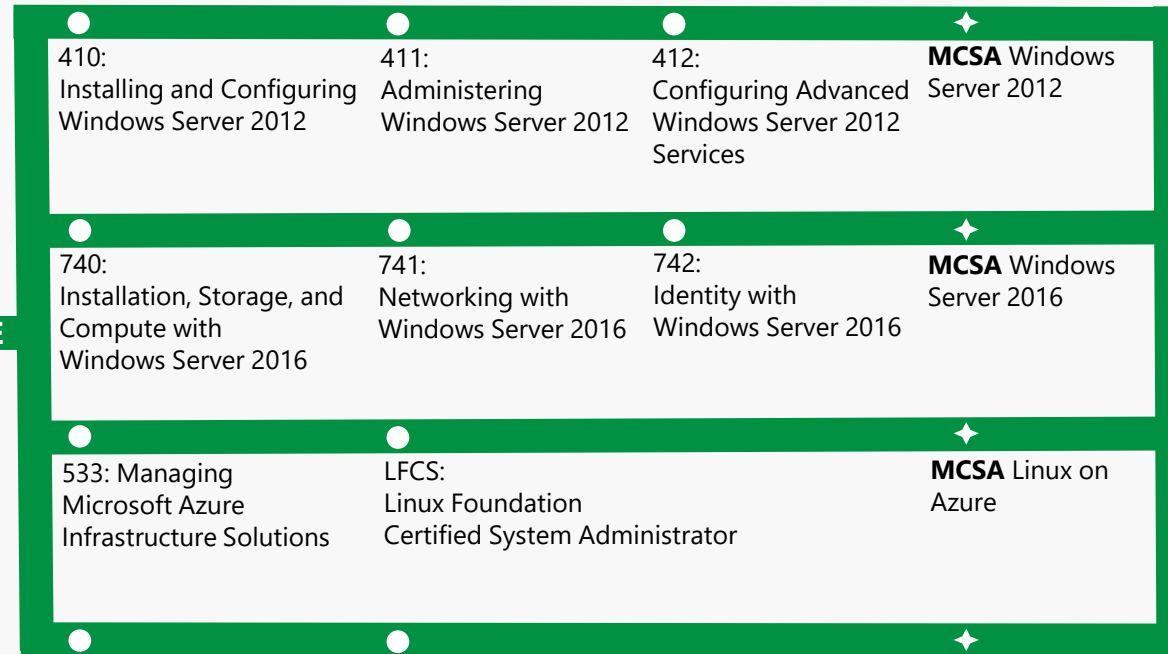 410:
Installing and Configuring
Windows Server 2012
411:
Administering
Windows Server 2012
412:
Configuring Advanced
Windows Server 2012
Services
MCSA Windows
Server 2012
740:
Installation, Storage, and
Compute with
Windows Server 2016
741:
Networking with
Windows Server 2016
742:
Identity with
Windows Server 2016
MCSA Windows
Server 2016
533: Managing
Microsoft Azure
Infrastructure Solutions
LFCS:
Linux Foundation
Certified System Administrator
MCSA Linux on
Azure